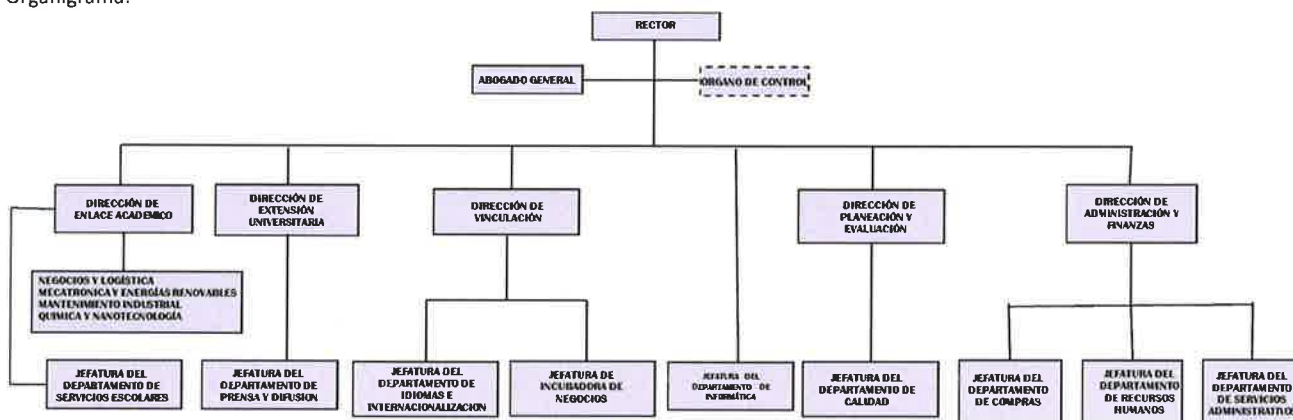 Organigrama:
RECTOR
ABOGADO GENERAL
ORGANO DE CONTROL
DIRECCIÓN DE
ENLACE ACADEMICO
DIRECCIÓN DE
EXTENSIÓN
UNIVERSITARIA
DIRECCIÓN DE
VINCULACIÓN
DIRECCIÓN DE
PLANEACIÓN Y
EVALUACIÓN
DIRECCIÓN DE
ADMINISTRACIÓN Y
FINANZAS
NEGOCIOS Y LOGÍSTICA
MECATRONICA Y ENERGÍAS RENOVABLES
MANTENIMIENTO INDUSTRIAL
QUIMICA Y NANOTECNOLOGÍA
JEFATURA DEL
DEPARTAMENTO DE
SERVICIOS ESCOLARES
JEFATURA DEL
DEPARTAMENTO DE
PRENSA Y DIFUSION
JEFATURA DEL
DEPARTAMENTO DE
IDIOMAS E
INTERNACIONALIZACION
JEFATURA DE
INCUBADORA DE
NEGOCIOS
JEFATURA DEL
DEPARTAMENTO DE
INFORMÁTICA
JEFATURA DEL
DEPARTAMENTO DE
CALIDAD
JEFATURA DEL
DEPARTAMENTO
DE COMPRAS
JEFATURA DEL
DEPARTAMENTO
DE RECURSOS
HUMANOS
JEFATURA DEL
DEPARTAMENTO
DE SERVICIOS
ADMINISTRATIVOS